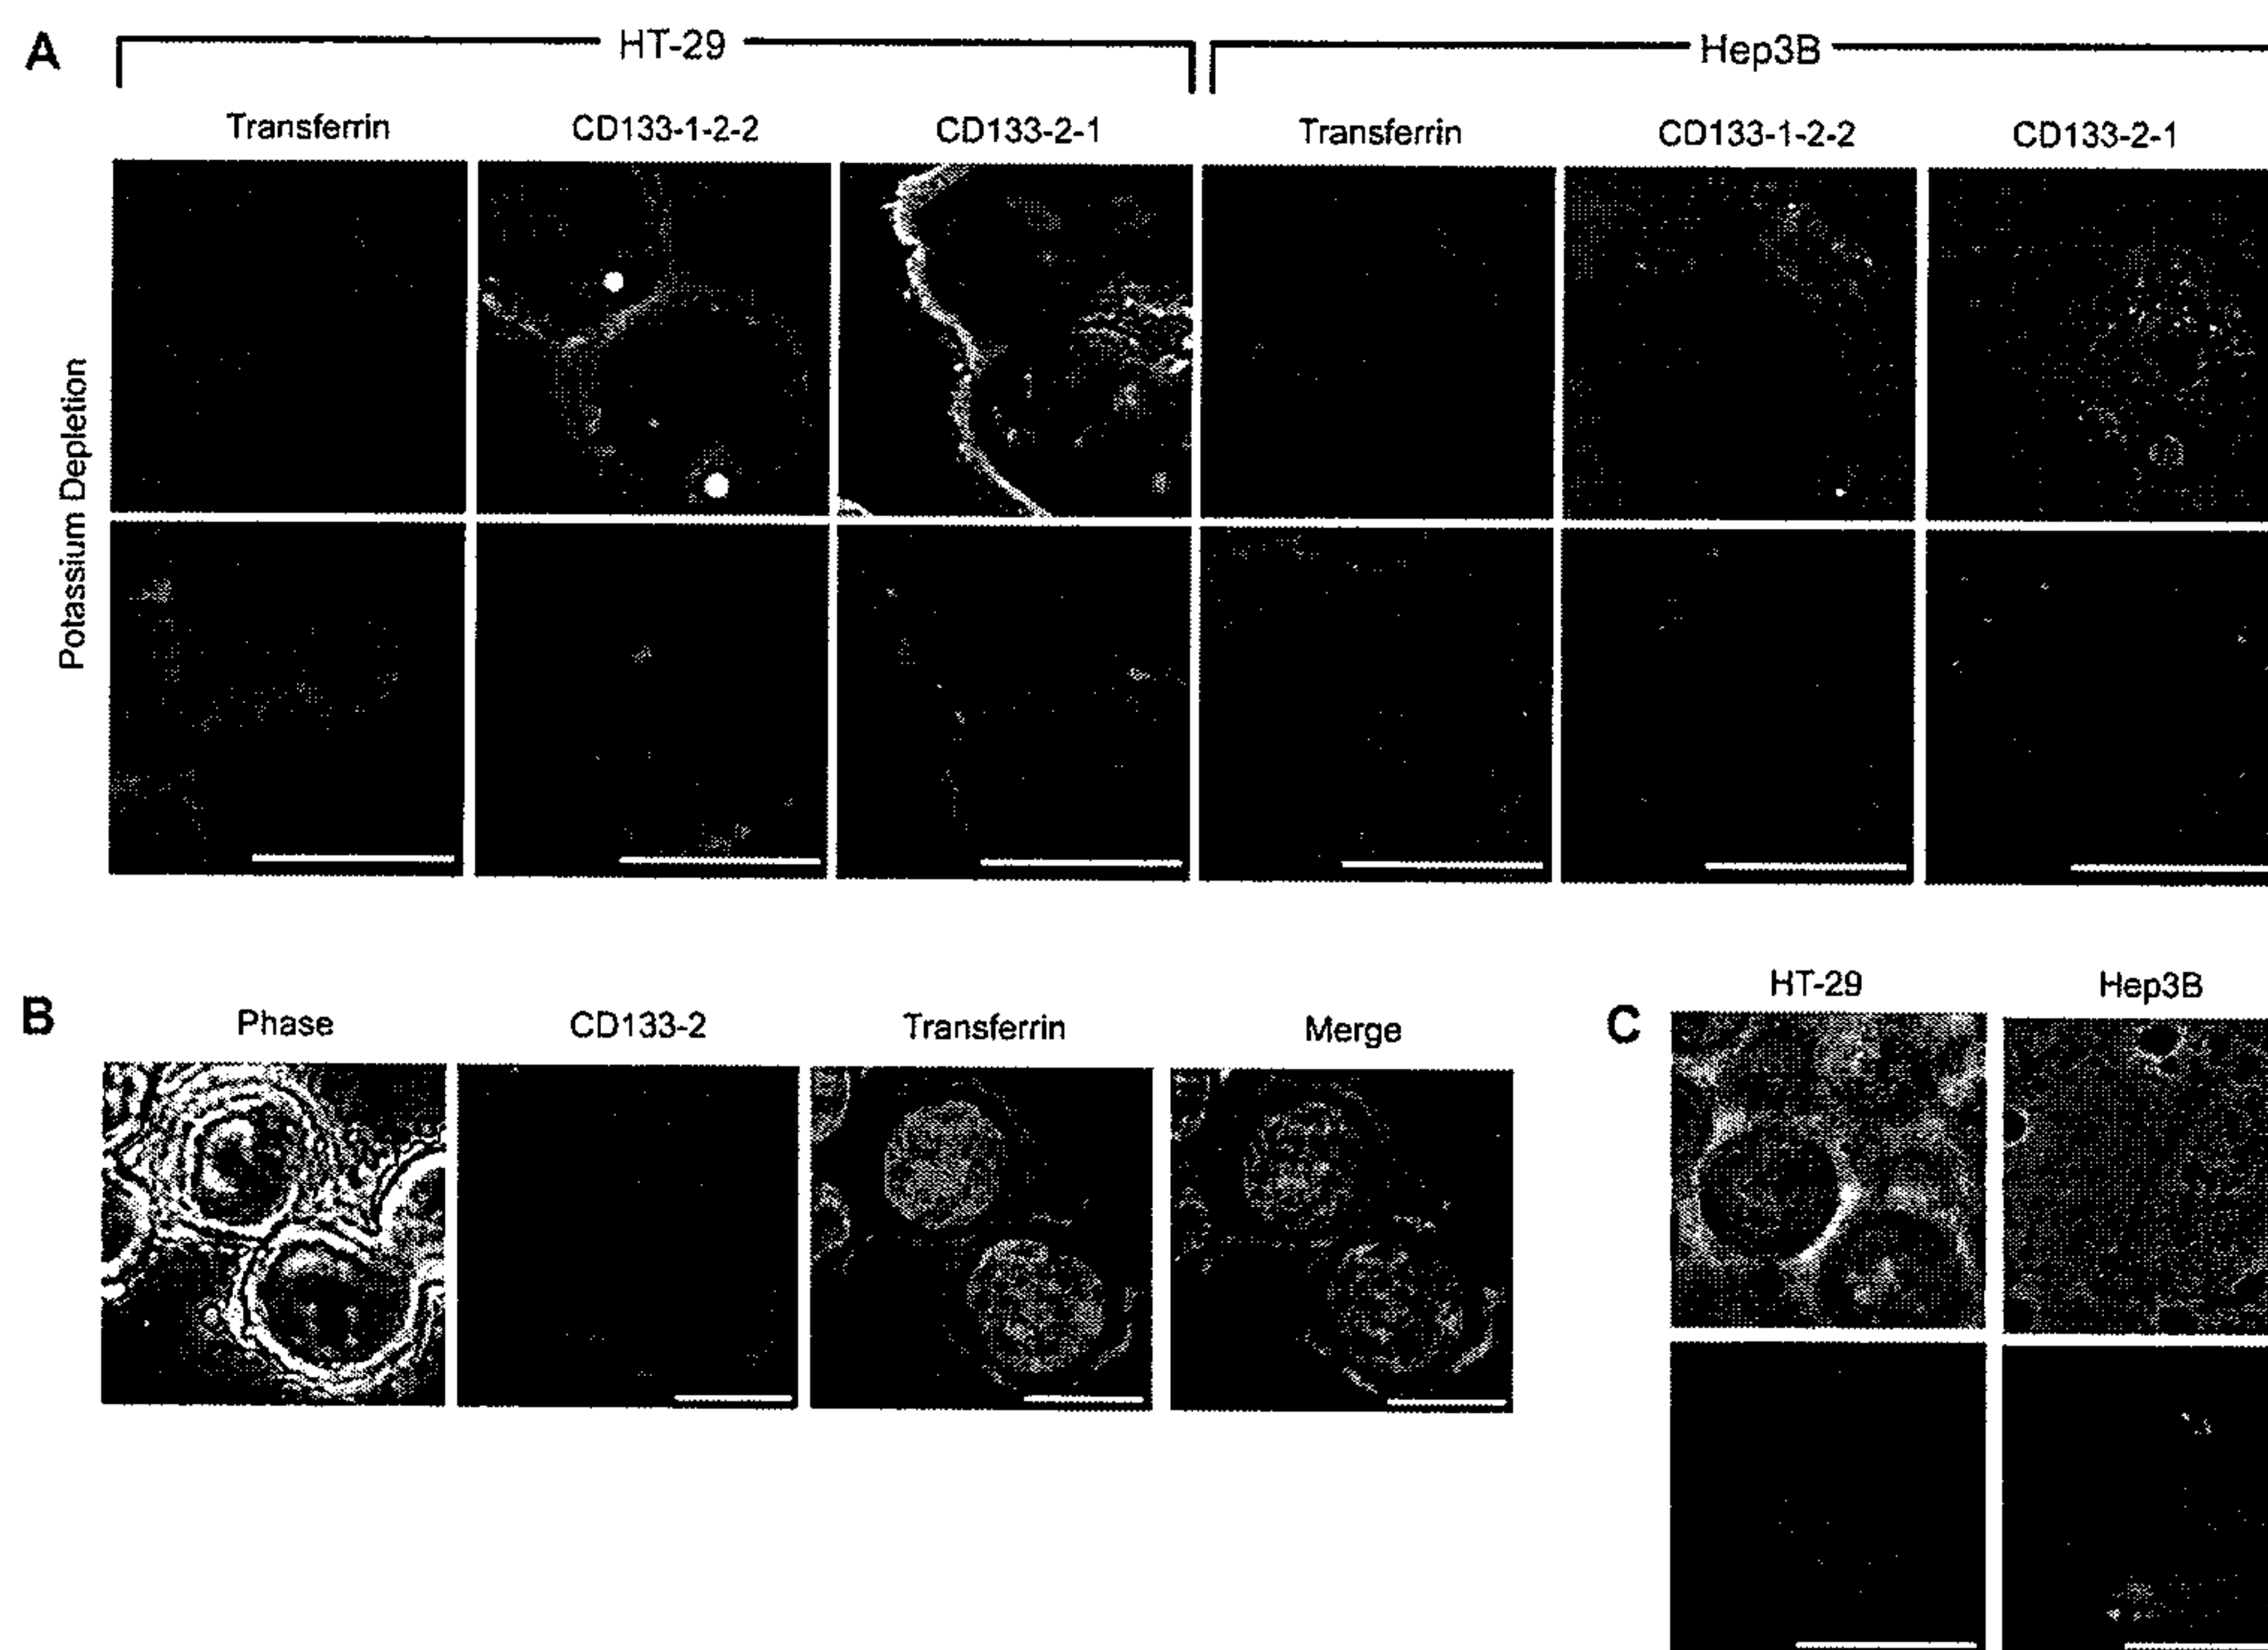 A
HT-29
Hep3B
Transferrin
CD133-1-2-2
CD133-2-1
Transferrin
CD133-1-2-2
CD133-2-1
Potassium Depletion
B
Phase
CD133-2
Transferrin
Merge
C
HT-29
Hep3B